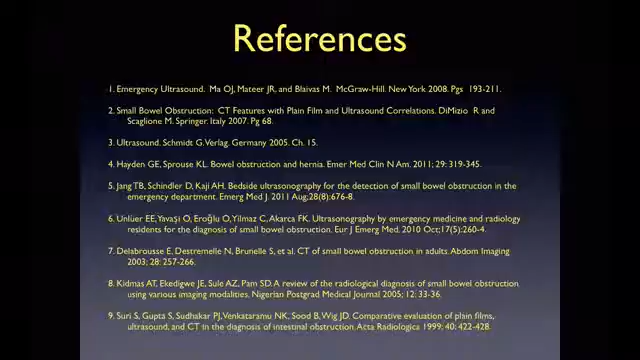 References
1. Emergency Ultrasound. Ma OJ, Mateer JR, and Blaivas M. McGraw-Hill. New York 2008. Pgs 193-211.
2. Small Bowel Obstruction: CT Features with Plain Film and Ultrasound Correlations. DiMizio R and
Scaglione M. Springer. Italy 2007. Pg 68.
3. Ultrasound. Schmidt G. Verlag. Germany 2005. Ch. 15.
4. Hayden GE, Sprouse KL. Bowel obstruction and hernia. Emer Med Clin N Am. 2011; 29: 319-345.
5. Jang TB, Schindler D, Kaji AH. Bedside ultrasonography for the detection of small bowel obstruction in the
emergency department. Emerg Med J. 2011 Aug;28(8):676-8.
6. Unlüer EE, Yavaşi O, Eroğlu O, Yilmaz C, Akarca FK. Ultrasonography by emergency medicine and radiology
residents for the diagnosis of small bowel obstruction. Eur J Emerg Med. 2010 Oct;17(5):260-4.
7. Delabrousse E, Destremelle N, Brunelle S, et al. CT of small bowel obstruction in adults. Abdom Imaging
2003; 28: 257-266.
8. Kidmas AT, Ekedigwe JE, Sule AZ, Pam SD. A review of the radiological diagnosis of small bowel obstruction
using various imaging modalities. Nigerian Postgrad Medical Journal 2005; 12: 33-36.
9. Suri S, Gupta S, Sudhakar PJ, Venkataramu NK, Sood B, Wig JD. Comparative evaluation of plain films,
ultrasound, and CT in the diagnosis of intestinal obstruction. Acta Radiologica 1999; 40: 422-428.